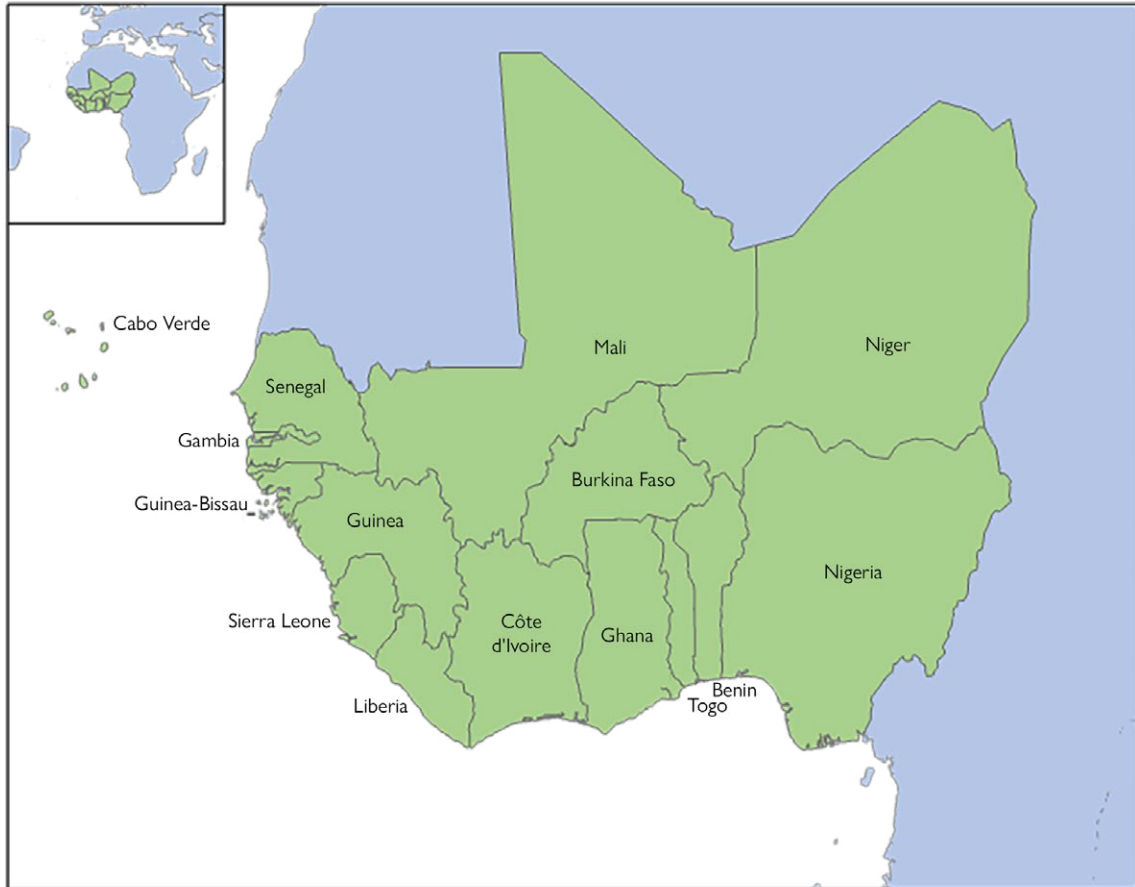 Cabo Verde
Mali
Niger
Senegal
Gambia
Burkina Faso
Guinea-Bissau
Guinea
Nigeria
Sierra Leone
Côte
d'Ivoire
Ghana
Benin
Togo
Liberia